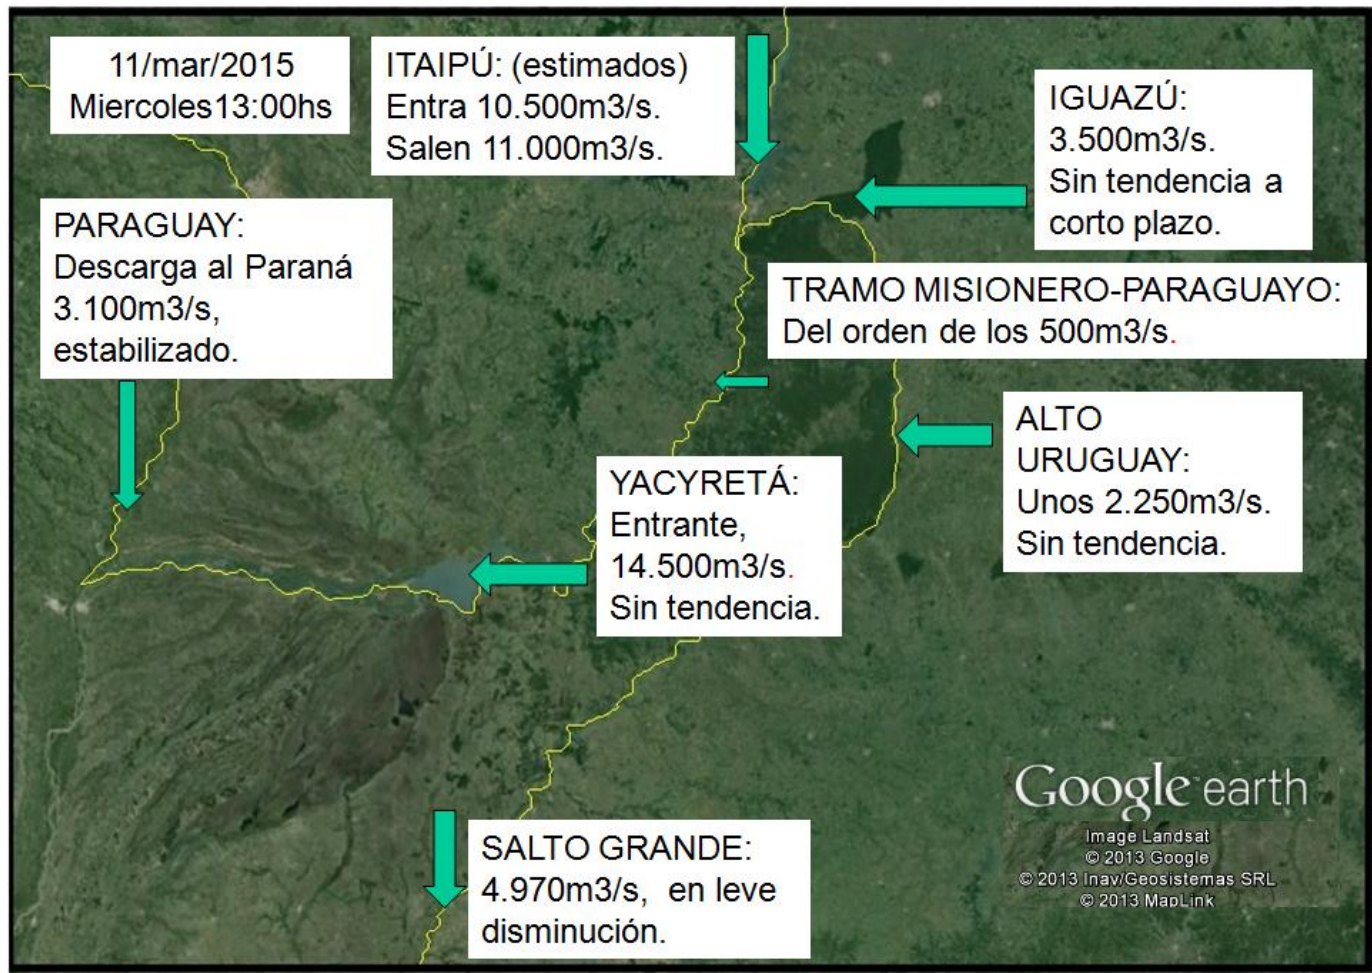 11/mar/2015
Miercoles13:00hs
ITAIPÚ: (estimados)
Entra 10.500m3/s.
Salen 11.000m3/s.
IGUAZÚ:
3.500m3/s.
Sin tendencia a
corto plazo.
PARAGUAY:
Descarga al Paraná
3.100m3/s,
estabilizado.
TRAMO MISIONERO-PARAGUAYO:
Del orden de los 500m3/s.
ALTO
URUGUAY:
Unos 2.250m3/s.
Sin tendencia.
YACYRETÁ:
Entrante,
14.500m3/s.
Sin tendencia.
SALTO GRANDE:
4.970m3/s, en leve
disminución.
Google earth
Image Landsat
© 2013 Google
© 2013 Inav/Geosistemas SRL
© 2013 MapLink